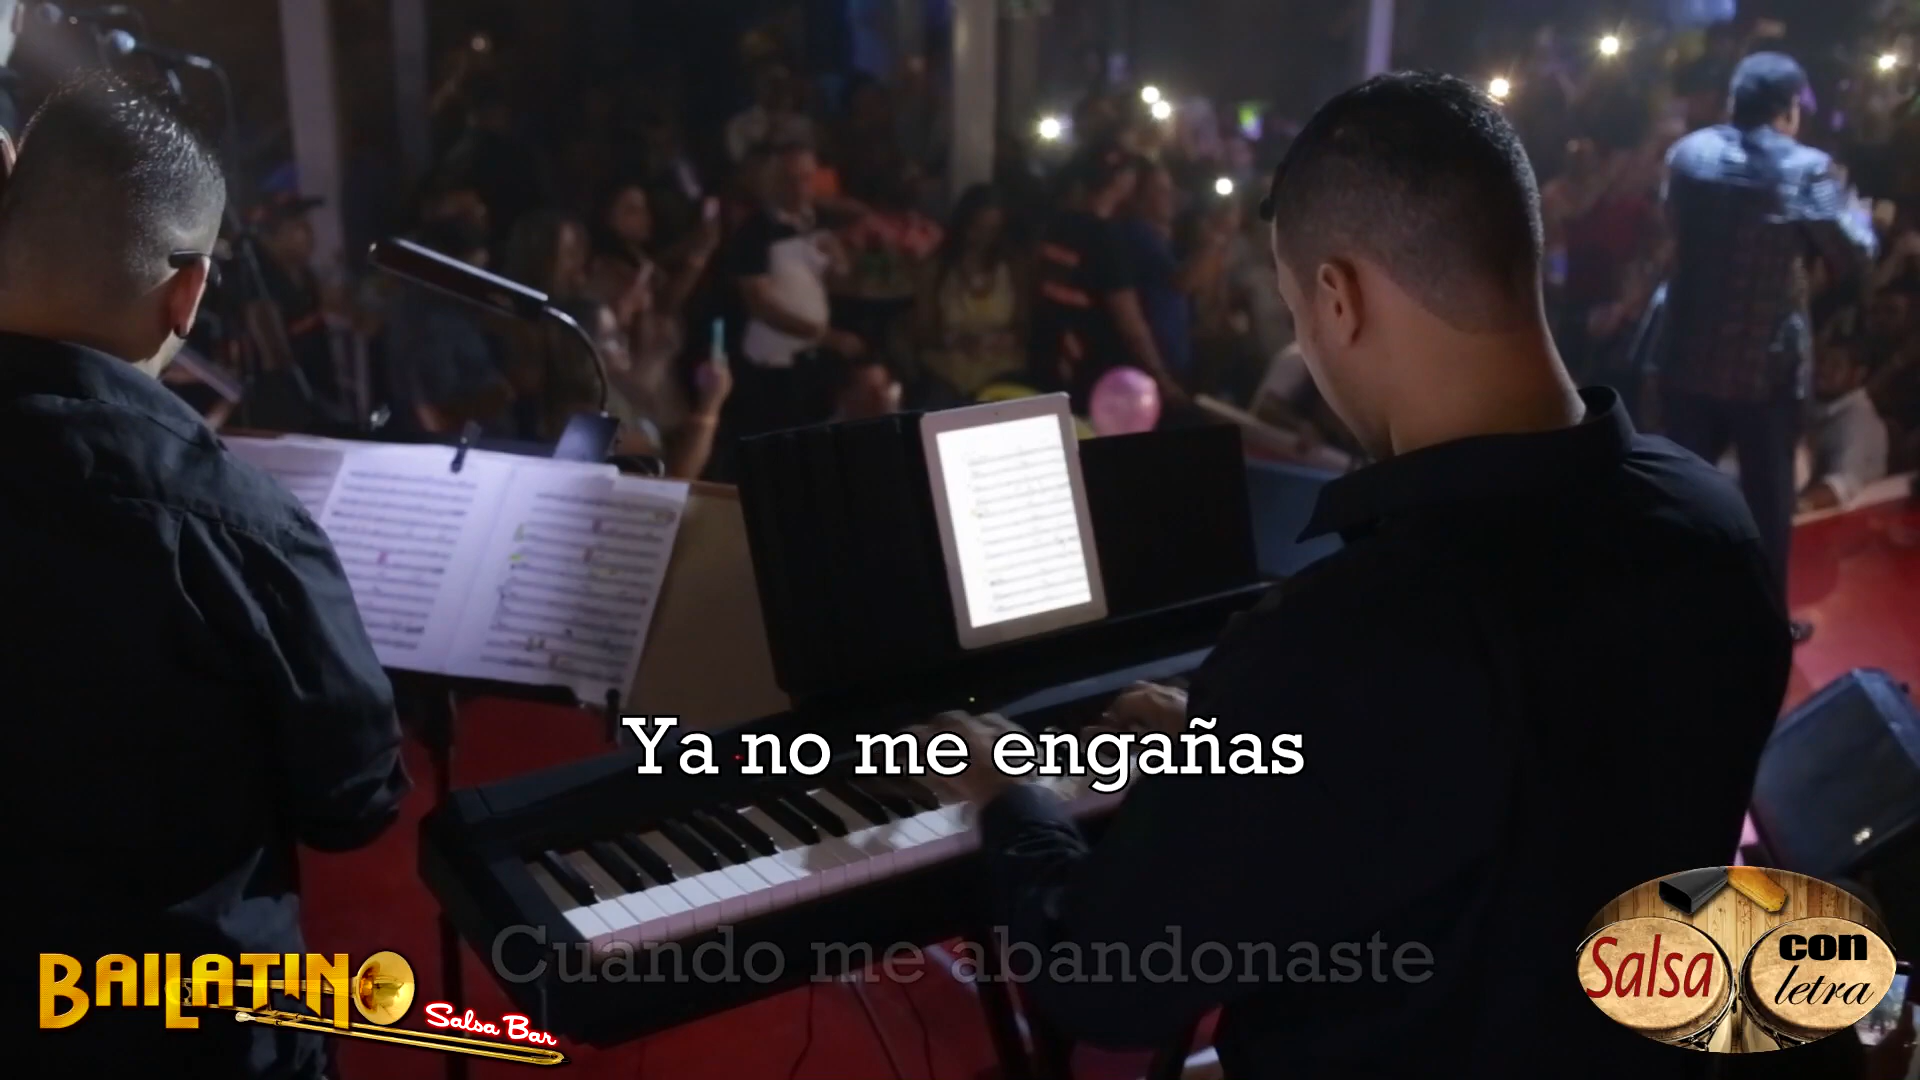 Ya no me engañas
Cuando me abandonaste
BAILATINO
Salsa Bar
Salsa
con
letra